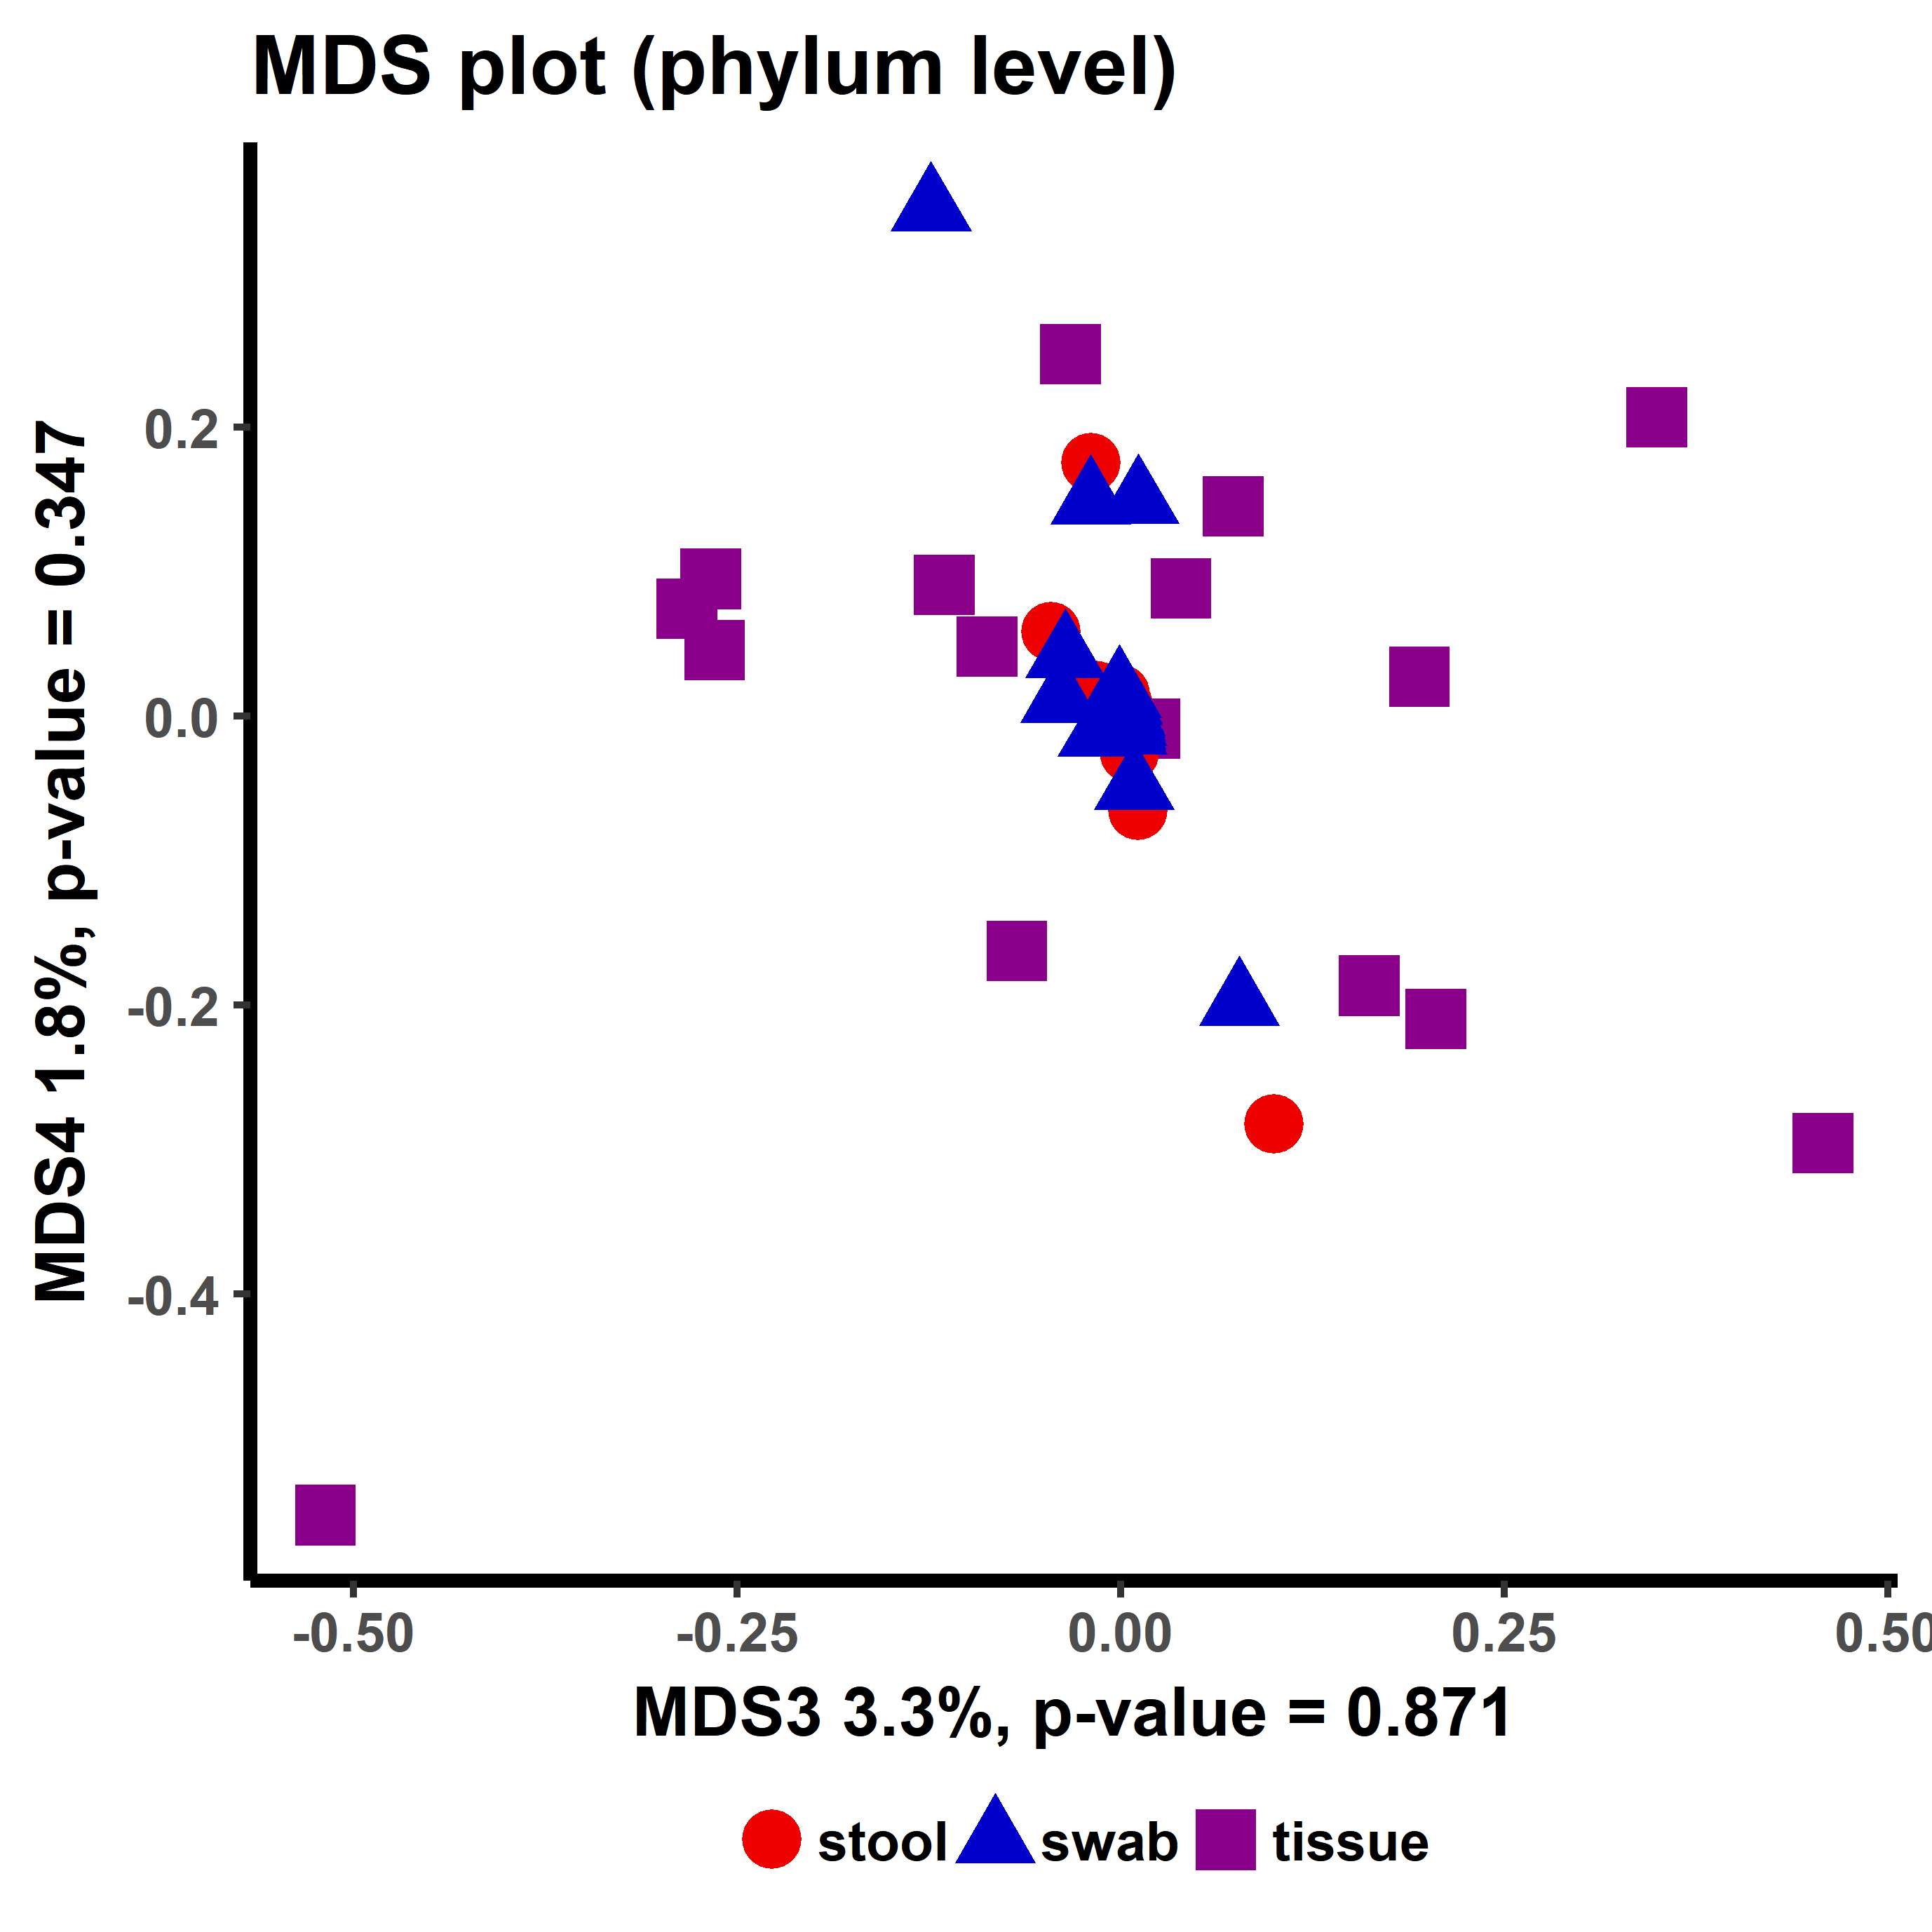 MDS plot (phylum level)
MDS4 1.8%, p-value = 0.347
0.2
0.0
-0.2
-0.4
-0.50 -0.25 0.00 0.25 0.50
MDS3 3.3%, p-value = 0.871
stool swab tissue